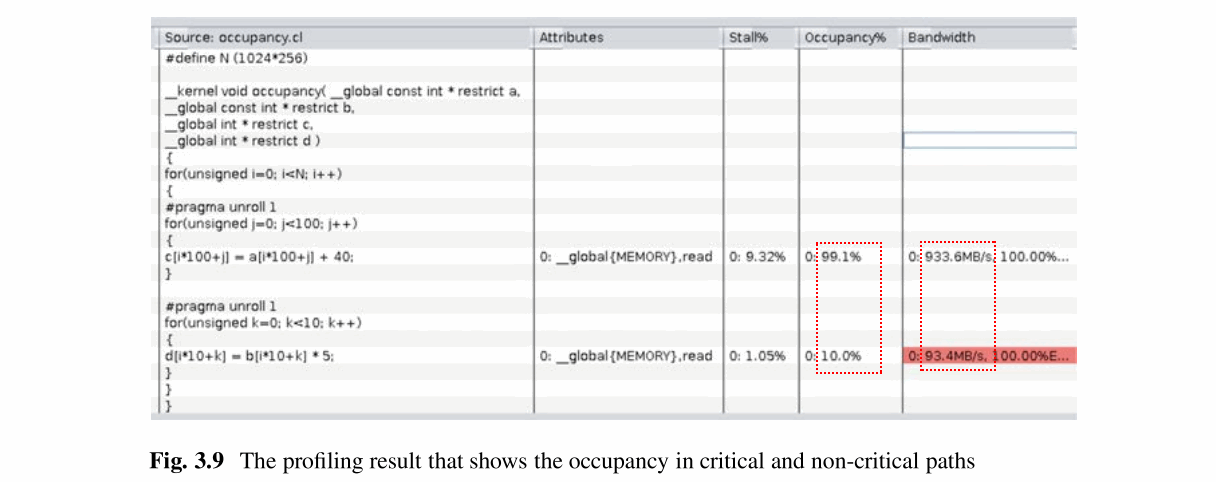 Source: occupancy.cl Attributes Stall% Occupancy% Bandwidth
#define N (1024*256)
__kernel void occupancy( __global const int * restrict a,
__global const int * restrict b,
__global int * restrict c,
__global int * restrict d )
{
for(unsigned i=0; i<N; i++)
{
#pragma unroll 1
for(unsigned j=0; j<100; j++)
{
c[i*100+j] = a[i*100+j] + 40; 0: __global{MEMORY},read 0: 9.32% 0: 99.1% 0: 933.6MB/s, 100.00%...
}
#pragma unroll 1
for(unsigned k=0; k<10; k++)
{
d[i*10+k] = b[i*10+k] * 5; 0: __global{MEMORY},read 0: 1.05% 0: 10.0% 0: 93.4MB/s, 100.00%E...
}
}
}
Fig. 3.9 The profiling result that shows the occupancy in critical and non-critical paths